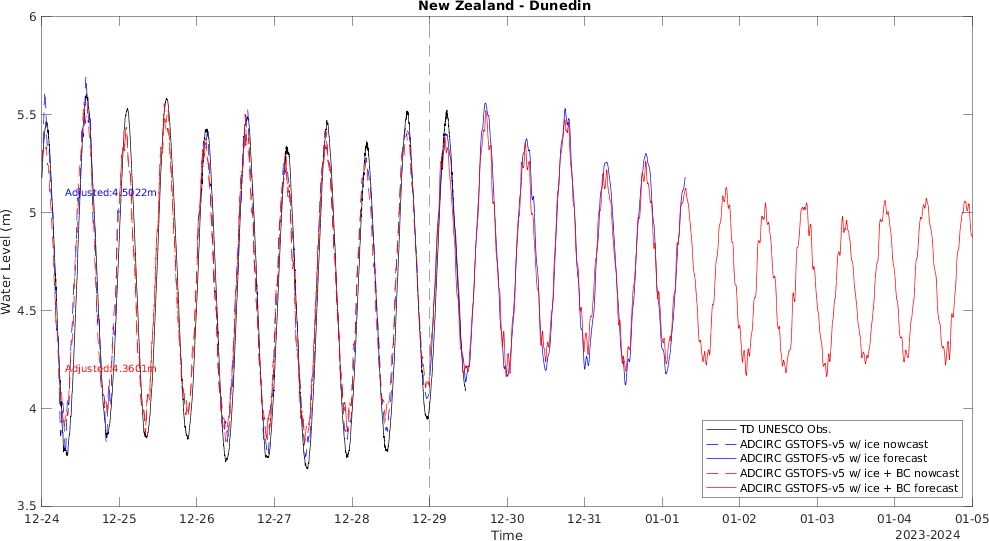 New Zealand - Dunedin
6
5.5
5
4.5
4
3.5
Water Level (m)
Adjusted:4.5022m
Adjusted:4.3601m
TD UNESCO Obs.
ADCIRC GSTOFS-v5 w/ ice nowcast
ADCIRC GSTOFS-v5 w/ ice forecast
ADCIRC GSTOFS-v5 w/ ice + BC nowcast
ADCIRC GSTOFS-v5 w/ ice + BC forecast
12-24 12-25 12-26 12-27 12-28 12-29 12-30 12-31 01-01 01-02 01-03 01-04 01-05
Time
2023-2024